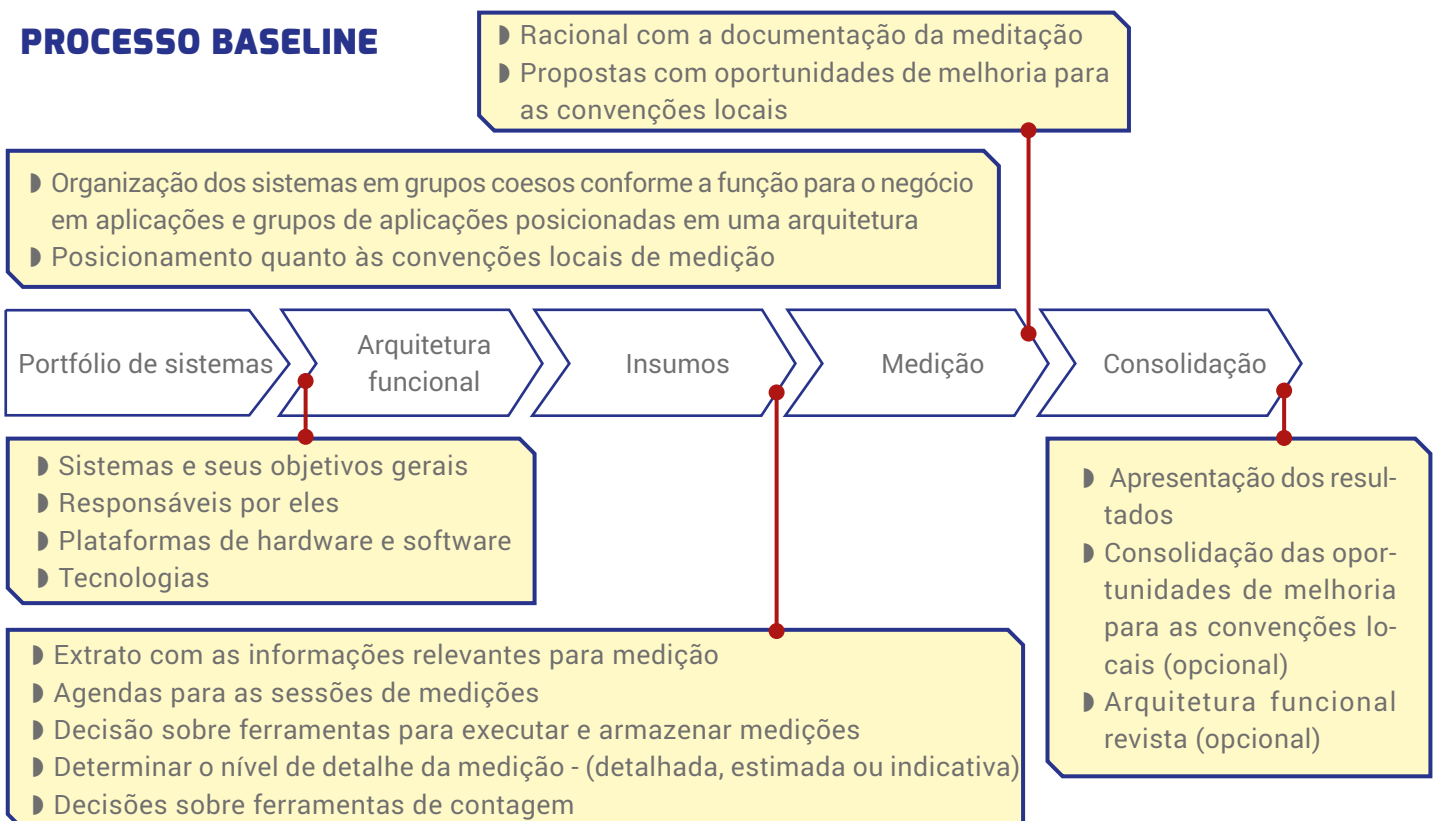 PROCESSO BASELINE
◗ Racional com a documentação da meditação
◗ Propostas com oportunidades de melhoria para
as convenções locais
◗ Organização dos sistemas em grupos coesos conforme a função para o negócio
em aplicações e grupos de aplicações posicionadas em uma arquitetura
◗ Posicionamento quanto às convenções locais de medição
Portfólio de sistemas
Arquitetura
funcional
Insumos
Medição
Consolidação
◗ Sistemas e seus objetivos gerais
◗ Responsáveis por eles
◗ Plataformas de hardware e software
◗ Tecnologias
◗ Extrato com as informações relevantes para medição
◗ Agendas para as sessões de medições
◗ Decisão sobre ferramentas para executar e armazenar medições
◗ Determinar o nível de detalhe da medição - (detalhada, estimada ou indicativa)
◗ Decisões sobre ferramentas de contagem
◗ Apresentação dos resul-
tados
◗ Consolidação das opor-
tunidades de melhoria
para as convenções lo-
cais (opcional)
◗ Arquitetura funcional
revista (opcional)